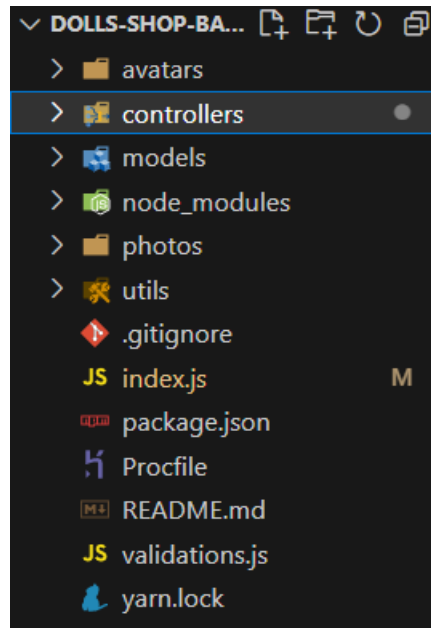 DOLLS-SHOP-BA...
avatars
controllers
models
node_modules
photos
utils
.gitignore
JS index.js M
package.json
Procfile
README.md
JS validations.js
yarn.lock